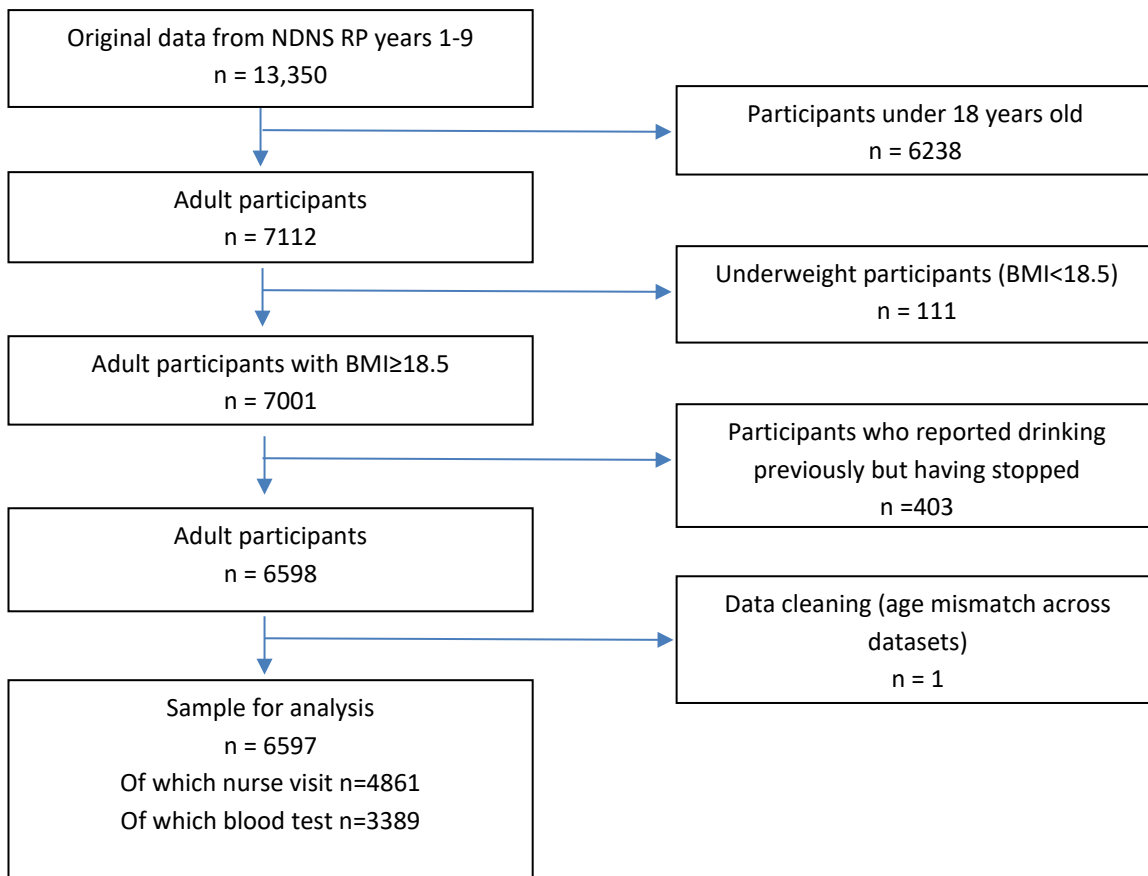 Original data from NDNS RP years 1-9
n = 13,350
Participants under 18 years old
n = 6238
Adult participants
n = 7112
Underweight participants (BMI<18.5)
n = 111
Adult participants with BMI≥18.5
n = 7001
Participants who reported drinking
previously but having stopped
n =403
Adult participants
n = 6598
Data cleaning (age mismatch across
datasets)
n = 1
Sample for analysis
n = 6597
Of which nurse visit n=4861
Of which blood test n=3389